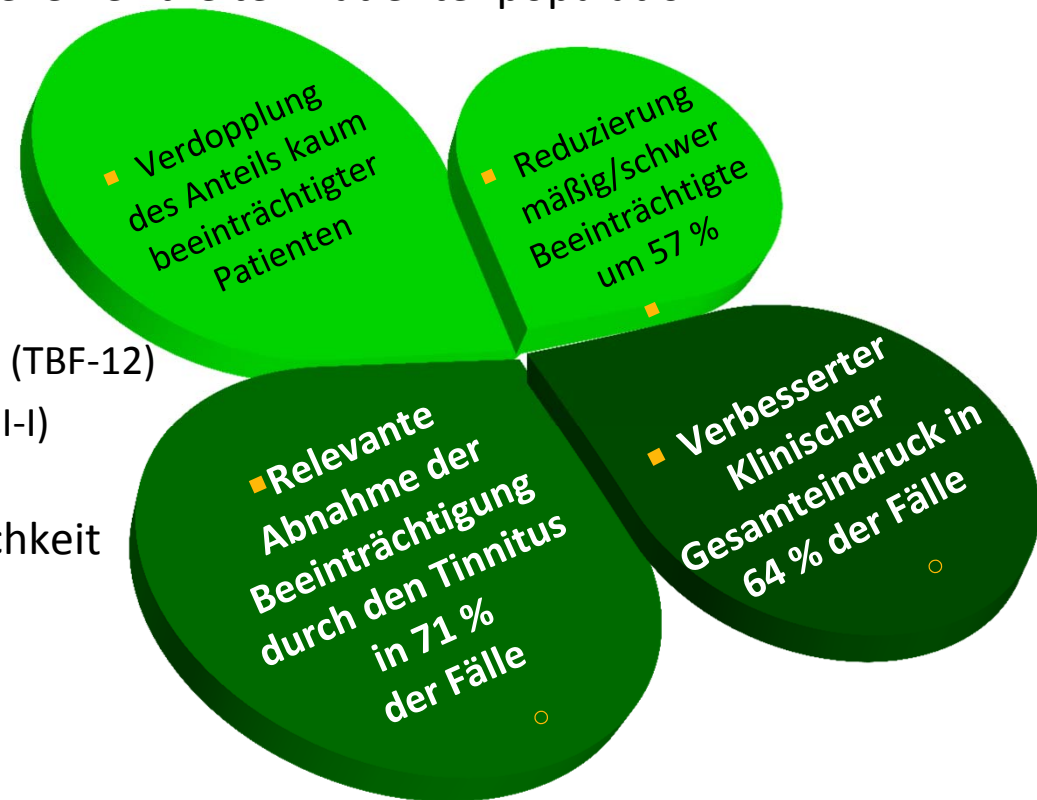 Verdopplung
des Anteils kaum
beeinträchtigter
Patienten
Reduzierung
mäßig/schwer
Beeinträchtigte
um 57 %
(TBF-12)
I-I)
chkeit
Relevante
Abnahme der
Beeinträchtigung
durch den Tinnitus
in 71 %
der Fälle
Verbesserter
Klinischer
Gesamteindruck in
64 % der Fälle